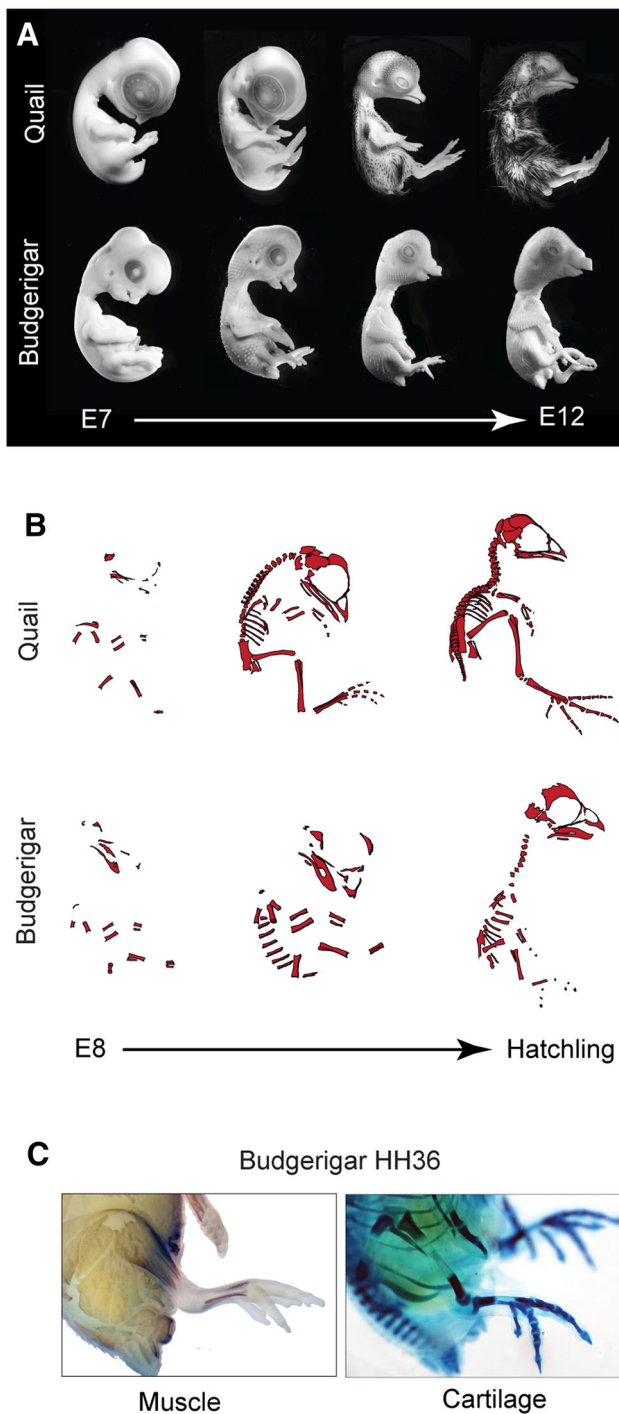 A
Quail
Budgerigar
E7
E12
B
Quail
Budgerigar
E8
Hatchling
C
Budgerigar HH36
Muscle
Cartilage